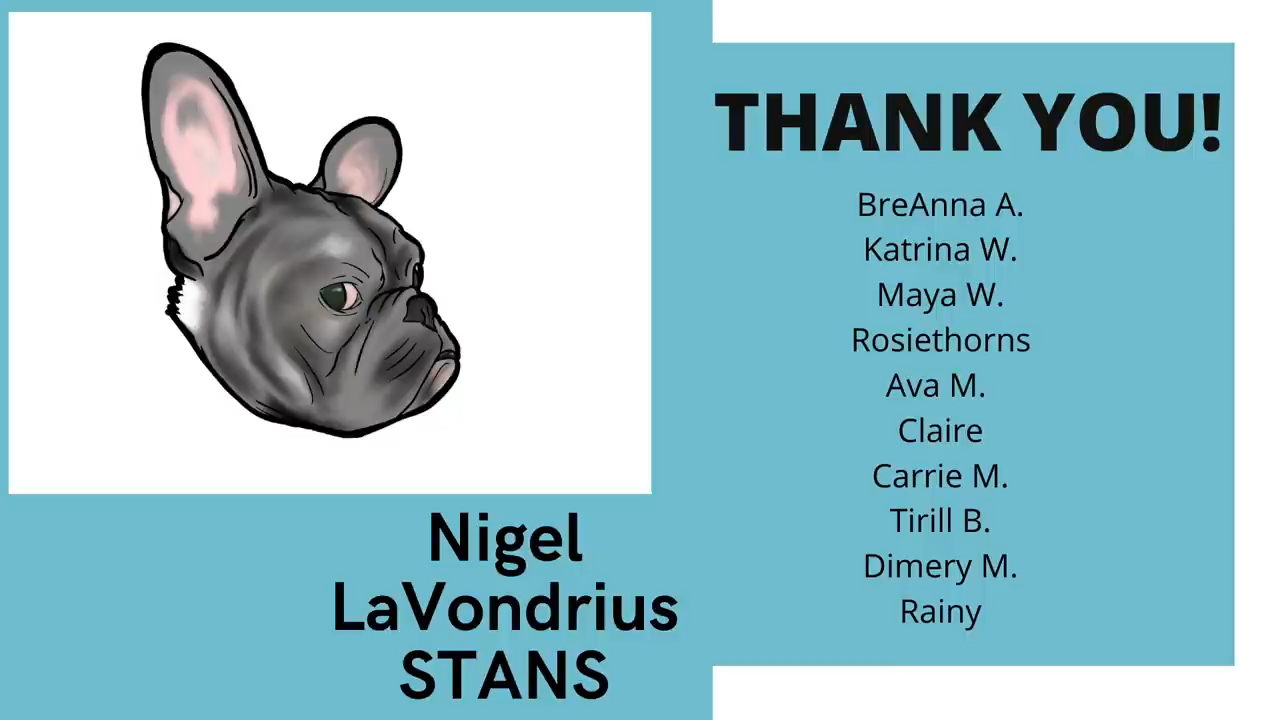 Nigel
LaVondrius
STANS
THANK YOU!
BreAnna A.
Katrina W.
Maya W.
Rosiethorns
Ava M.
Claire
Carrie M.
Tirill B.
Dimery M.
Rainy